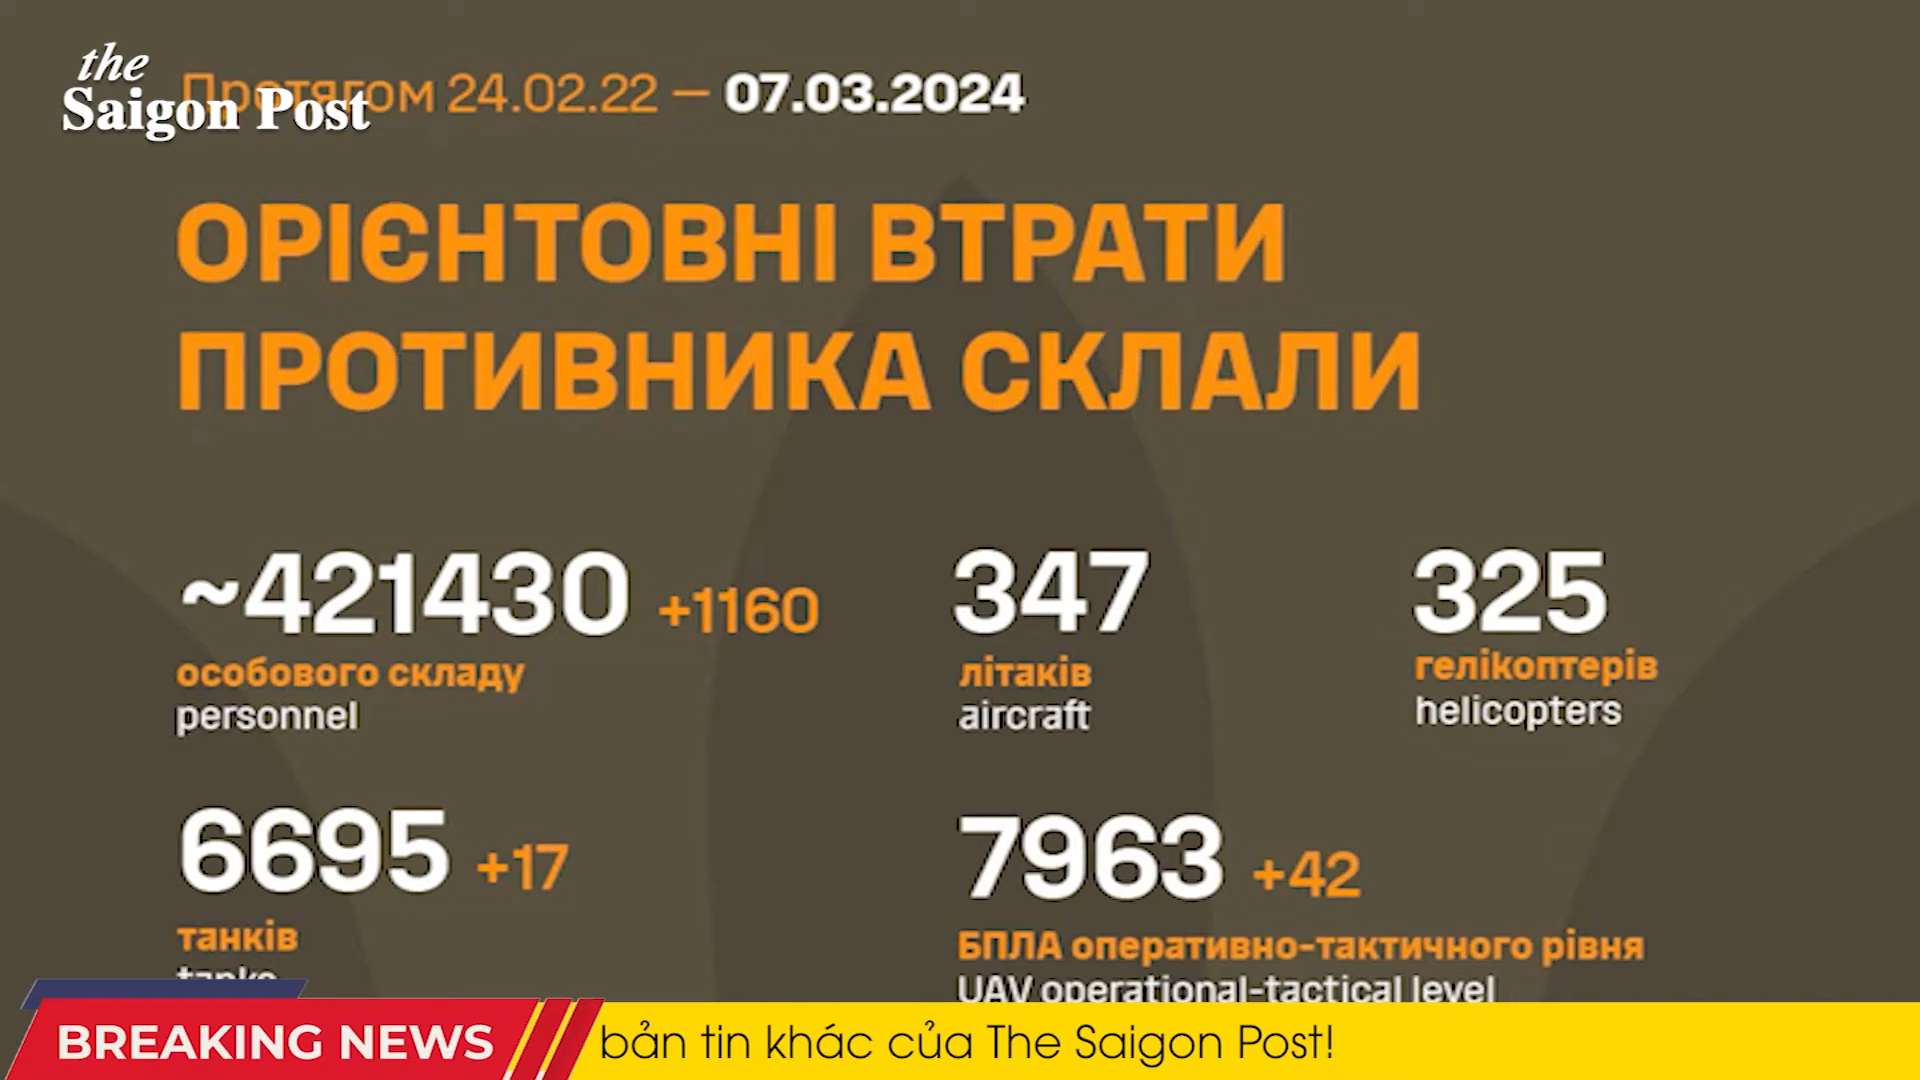 the
Saigon Post
Протягом 24.02.22 — 07.03.2024
ОРІЄНТОВНІ ВТРАТИ
ПРОТИВНИКА СКЛАЛИ
~421430 +1160
особового складу
personnel
347
літаків
aircraft
325
гелікоптерів
helicopters
6695 +17
танків
tanks
7963 +42
БПЛА оперативно-тактичного рівня
UAV operational-tactical level
BREAKING NEWS
bản tin khác của The Saigon Post!